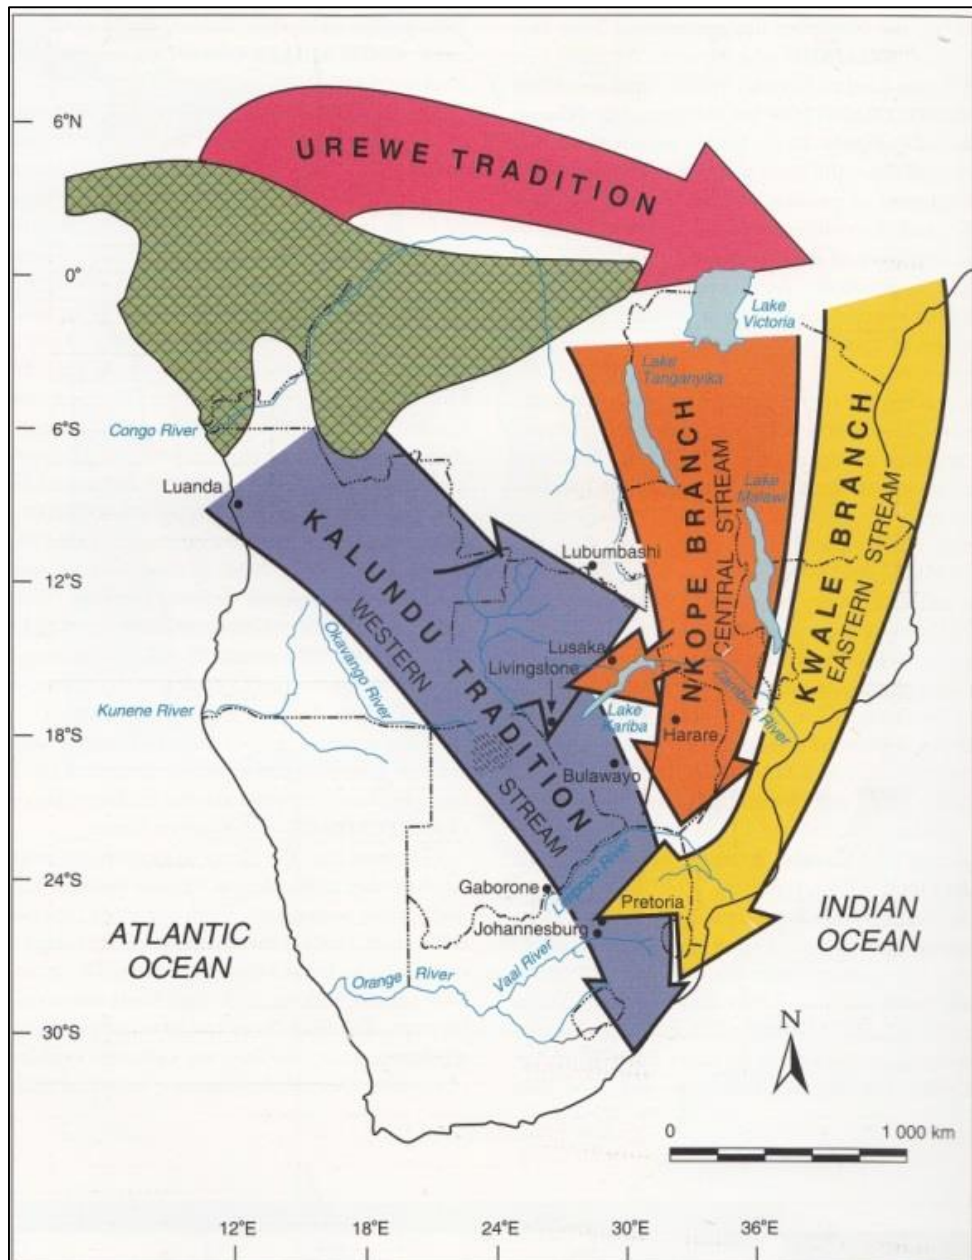 6°N
UREWE TRADITION
0°
Lake
Victoria
Lake
Tanganyika
6°S
Congo River
Luanda
KALUNDU TRADITION
WESTERN STREAM
NKOPE BRANCH
CENTRAL STREAM
Lake
Malawi
KWALE BRANCH
EASTERN STREAM
Lubumbashi
12°S
Okavango River
Lusaka
Livingstone
Zambezi River
Kunene River
Lake
Kariba
Harare
18°S
Bulawayo
Limpopo River
24°S
Gaborone
Pretoria
Johannesburg
INDIAN
OCEAN
ATLANTIC
OCEAN
Vaal River
Orange River
30°S
N
0 1 000 km
12°E 18°E 24°E 30°E 36°E